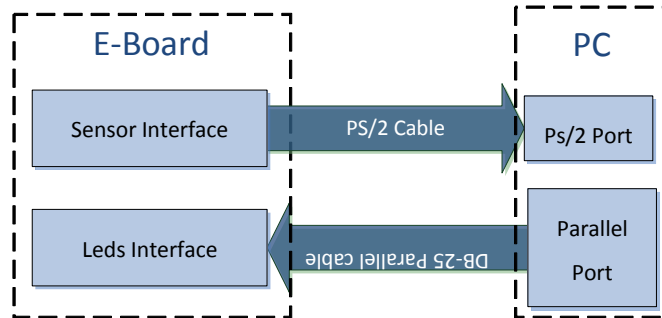 E-Board
PC
Sensor Interface
PS/2 Cable
Ps/2 Port
Leds Interface
DB-25 Parallel cable
Parallel
Port